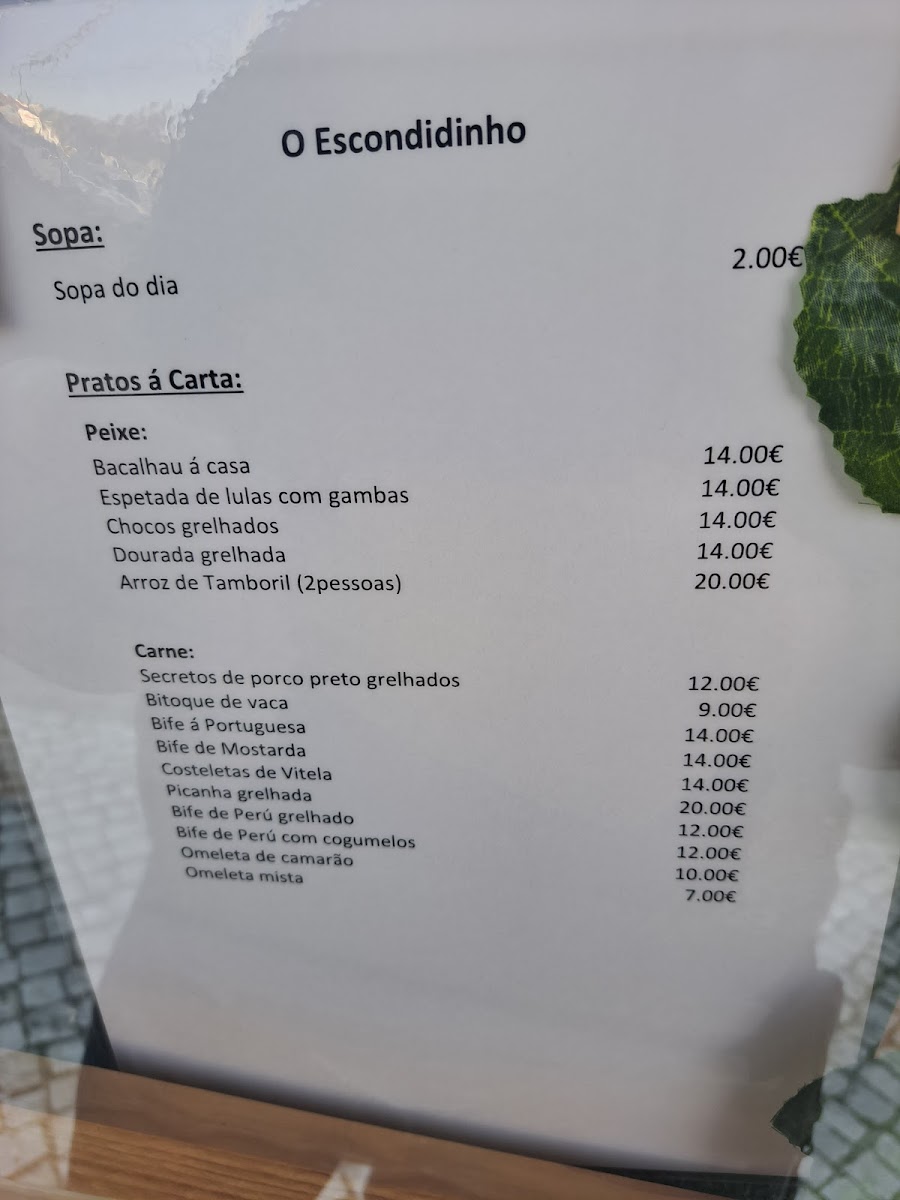 O Escondidinho
Sopa:
Sopa do dia 2.00€
Pratos á Carta:
Peixe:
Bacalhau á casa 14.00€
Espetada de lulas com gambas 14.00€
Chocos grelhados 14.00€
Dourada grelhada 14.00€
Arroz de Tamboril (2pessoas) 20.00€
Carne:
Secretos de porco preto grelhados 12.00€
Bitoque de vaca 9.00€
Bife á Portuguesa 14.00€
Bife de Mostarda 14.00€
Costeletas de Vitela 14.00€
Picanha grelhada 20.00€
Bife de Perú grelhado 12.00€
Bife de Perú com cogumelos 12.00€
Omeleta de camarão 10.00€
Omeleta mista 7.00€